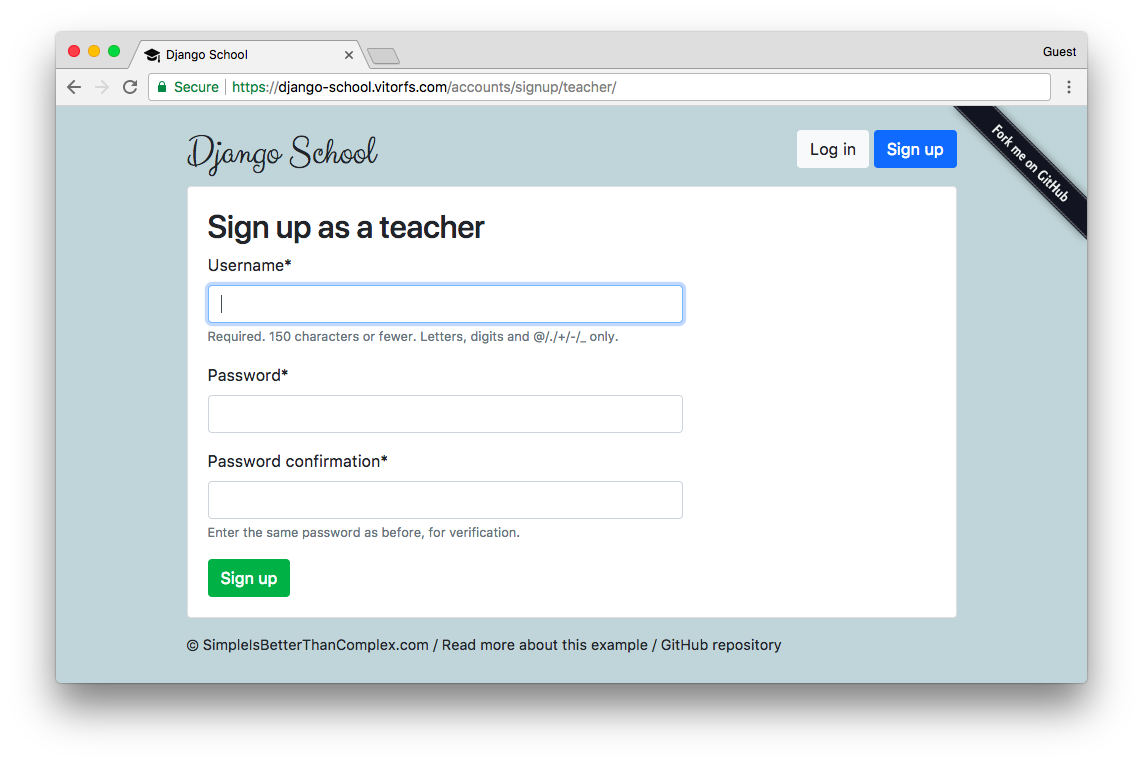 Django School
Guest
Secure https://django-school.vitorfs.com/accounts/signup/teacher/
Django School
Log in
Sign up
Fork me on GitHub
Sign up as a teacher
Username*
Required. 150 characters or fewer. Letters, digits and @/./+/-/_ only.
Password*
Password confirmation*
Enter the same password as before, for verification.
Sign up
© SimpleIsBetterThanComplex.com / Read more about this example / GitHub repository